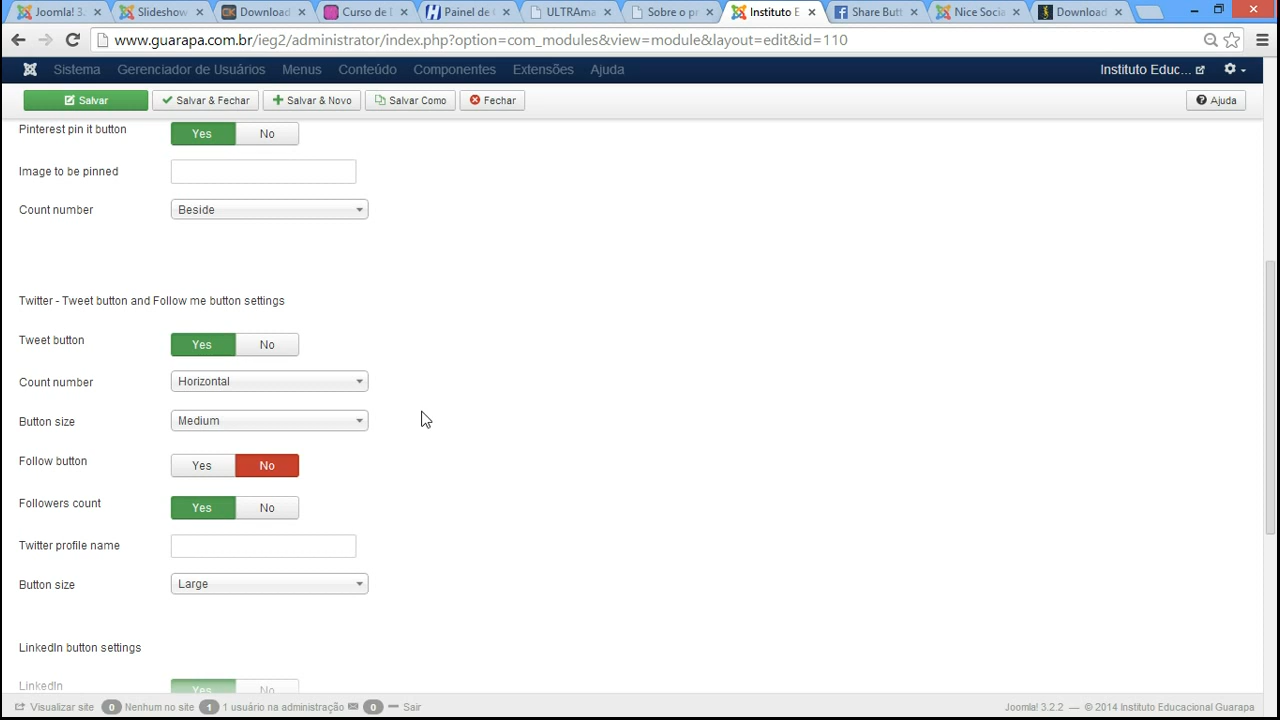 Joomla! 3.
Slideshow
Download
Curso de
Painel de
ULTRAma
Sobre o p
Instituto E
Share Butt
Nice Socia
Download
www.guarapa.com.br/ieg2/administrator/index.php?option=com_modules&view=module&layout=edit&id=110
Sistema Gerenciador de Usuários Menus Conteúdo Componentes Extensões Ajuda Instituto Educ...
Salvar Salvar & Fechar Salvar & Novo Salvar Como Fechar Ajuda
Pinterest pin it button Yes No
Image to be pinned
Count number Beside
Twitter - Tweet button and Follow me button settings
Tweet button Yes No
Count number Horizontal
Button size Medium
Follow button Yes No
Followers count Yes No
Twitter profile name
Button size Large
LinkedIn button settings
LinkedIn Yes No
Visualizar site 0 Nenhum no site 1 1 usuário na administração 0 Sair Joomla! 3.2.2 — © 2014 Instituto Educacional Guarapa